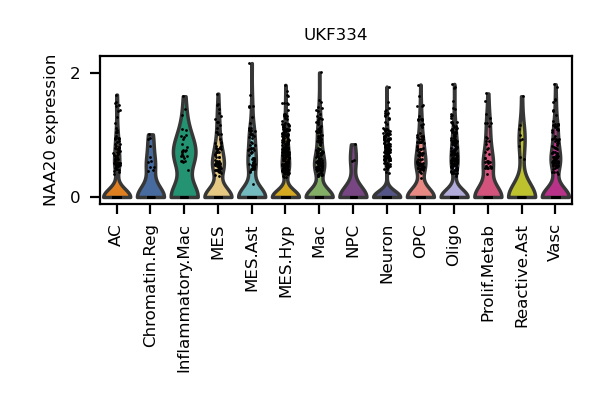 UKF334
NAA20 expression
2
0
AC
Chromatin.Reg
Inflammatory.Mac
MES
MES.Ast
MES.Hyp
Mac
NPC
Neuron
OPC
Oligo
Prolif.Metab
Reactive.Ast
Vasc